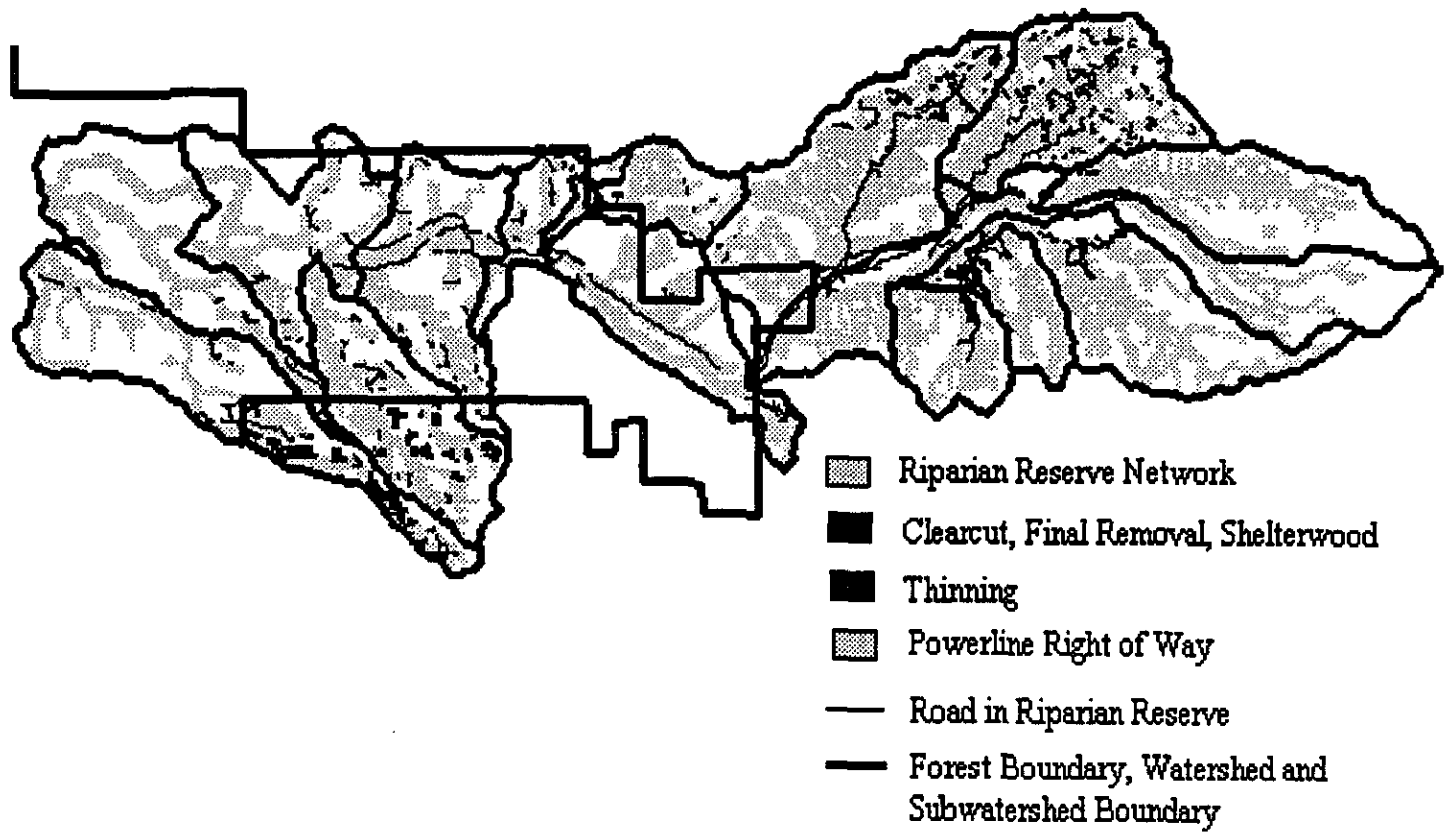 Riparian Reserve Network
Clearcut, Final Removal, Shelterwood
Thinning
Powerline Right of Way
Road in Riparian Reserve
Forest Boundary, Watershed and
Subwatershed Boundary